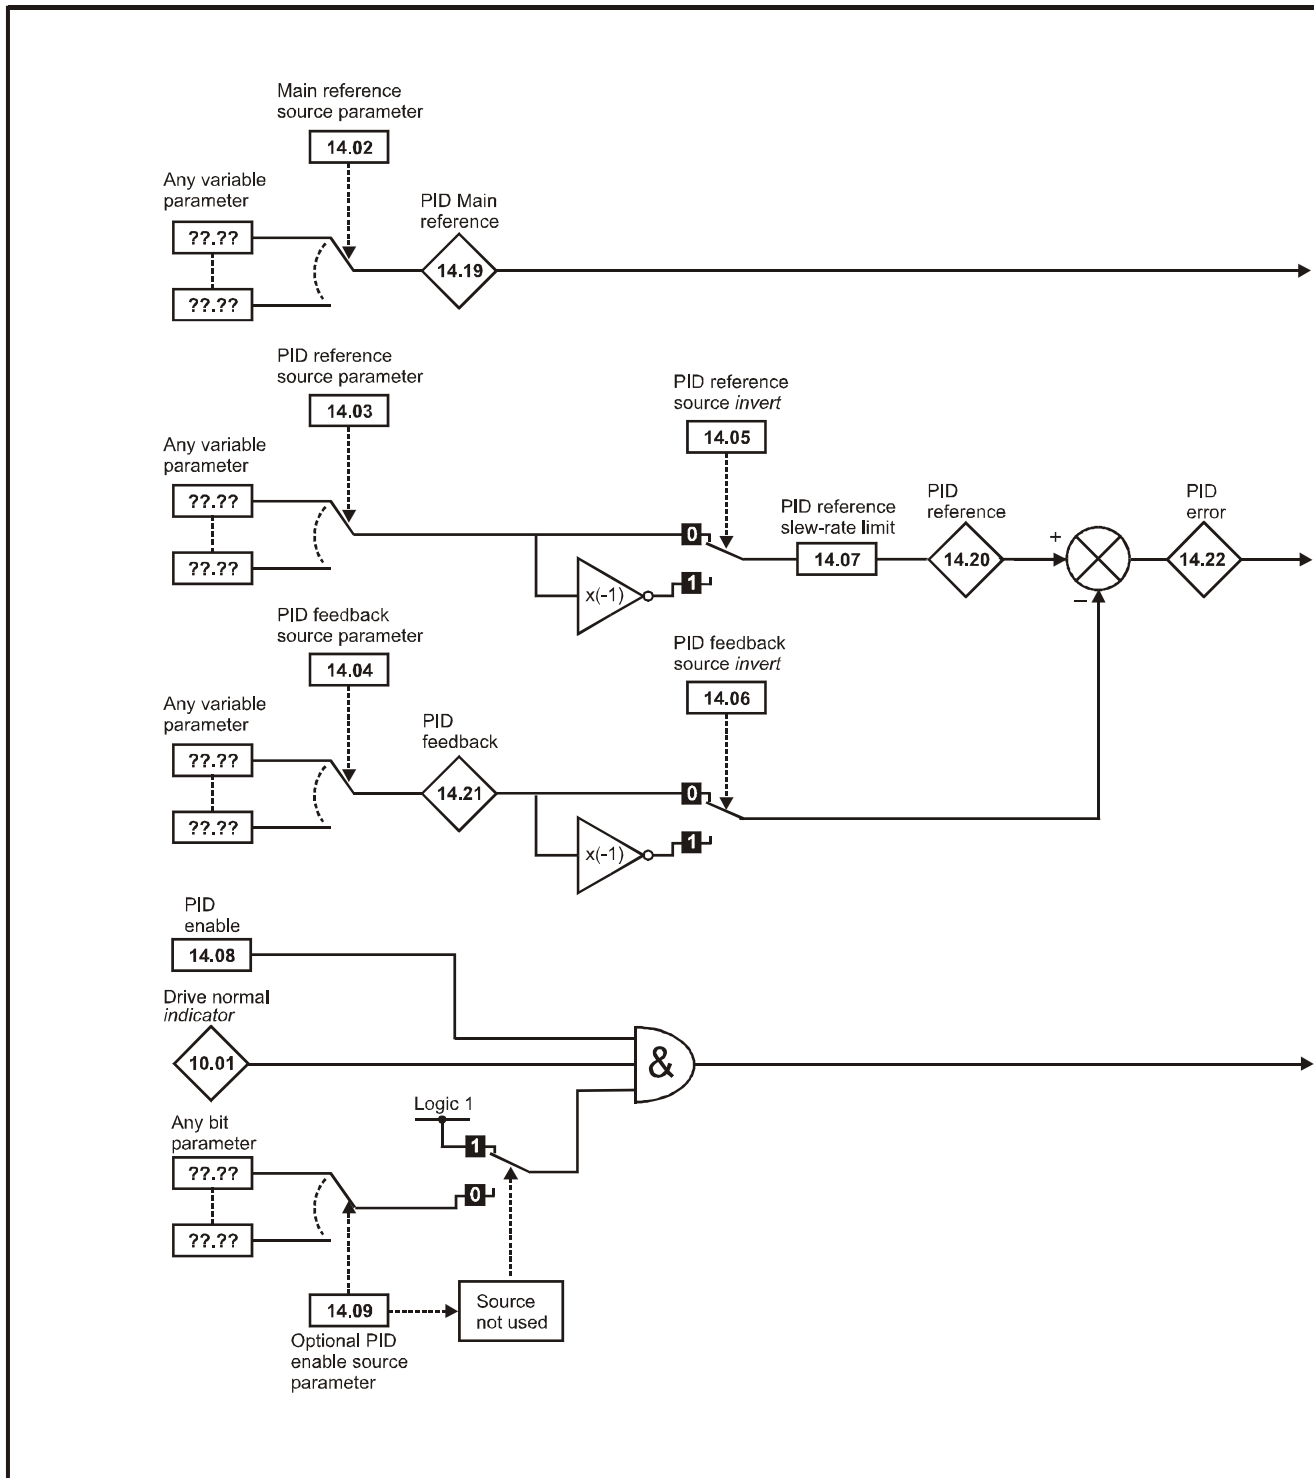 Main reference
source parameter
14.02
Any variable
parameter
??.??
??.??
PID Main
reference
14.19
PID reference
source parameter
14.03
Any variable
parameter
??.??
??.??
x(-1)
PID reference
source invert
14.05
0
1
PID reference
slew-rate limit
14.07
PID
reference
14.20
+
–
PID
error
14.22
PID feedback
source parameter
14.04
Any variable
parameter
??.??
??.??
PID
feedback
14.21
x(-1)
PID feedback
source invert
14.06
0
1
PID
enable
14.08
Drive normal
indicator
10.01
&
Logic 1
1
0
Any bit
parameter
??.??
??.??
14.09
Optional PID
enable source
parameter
Source
not used